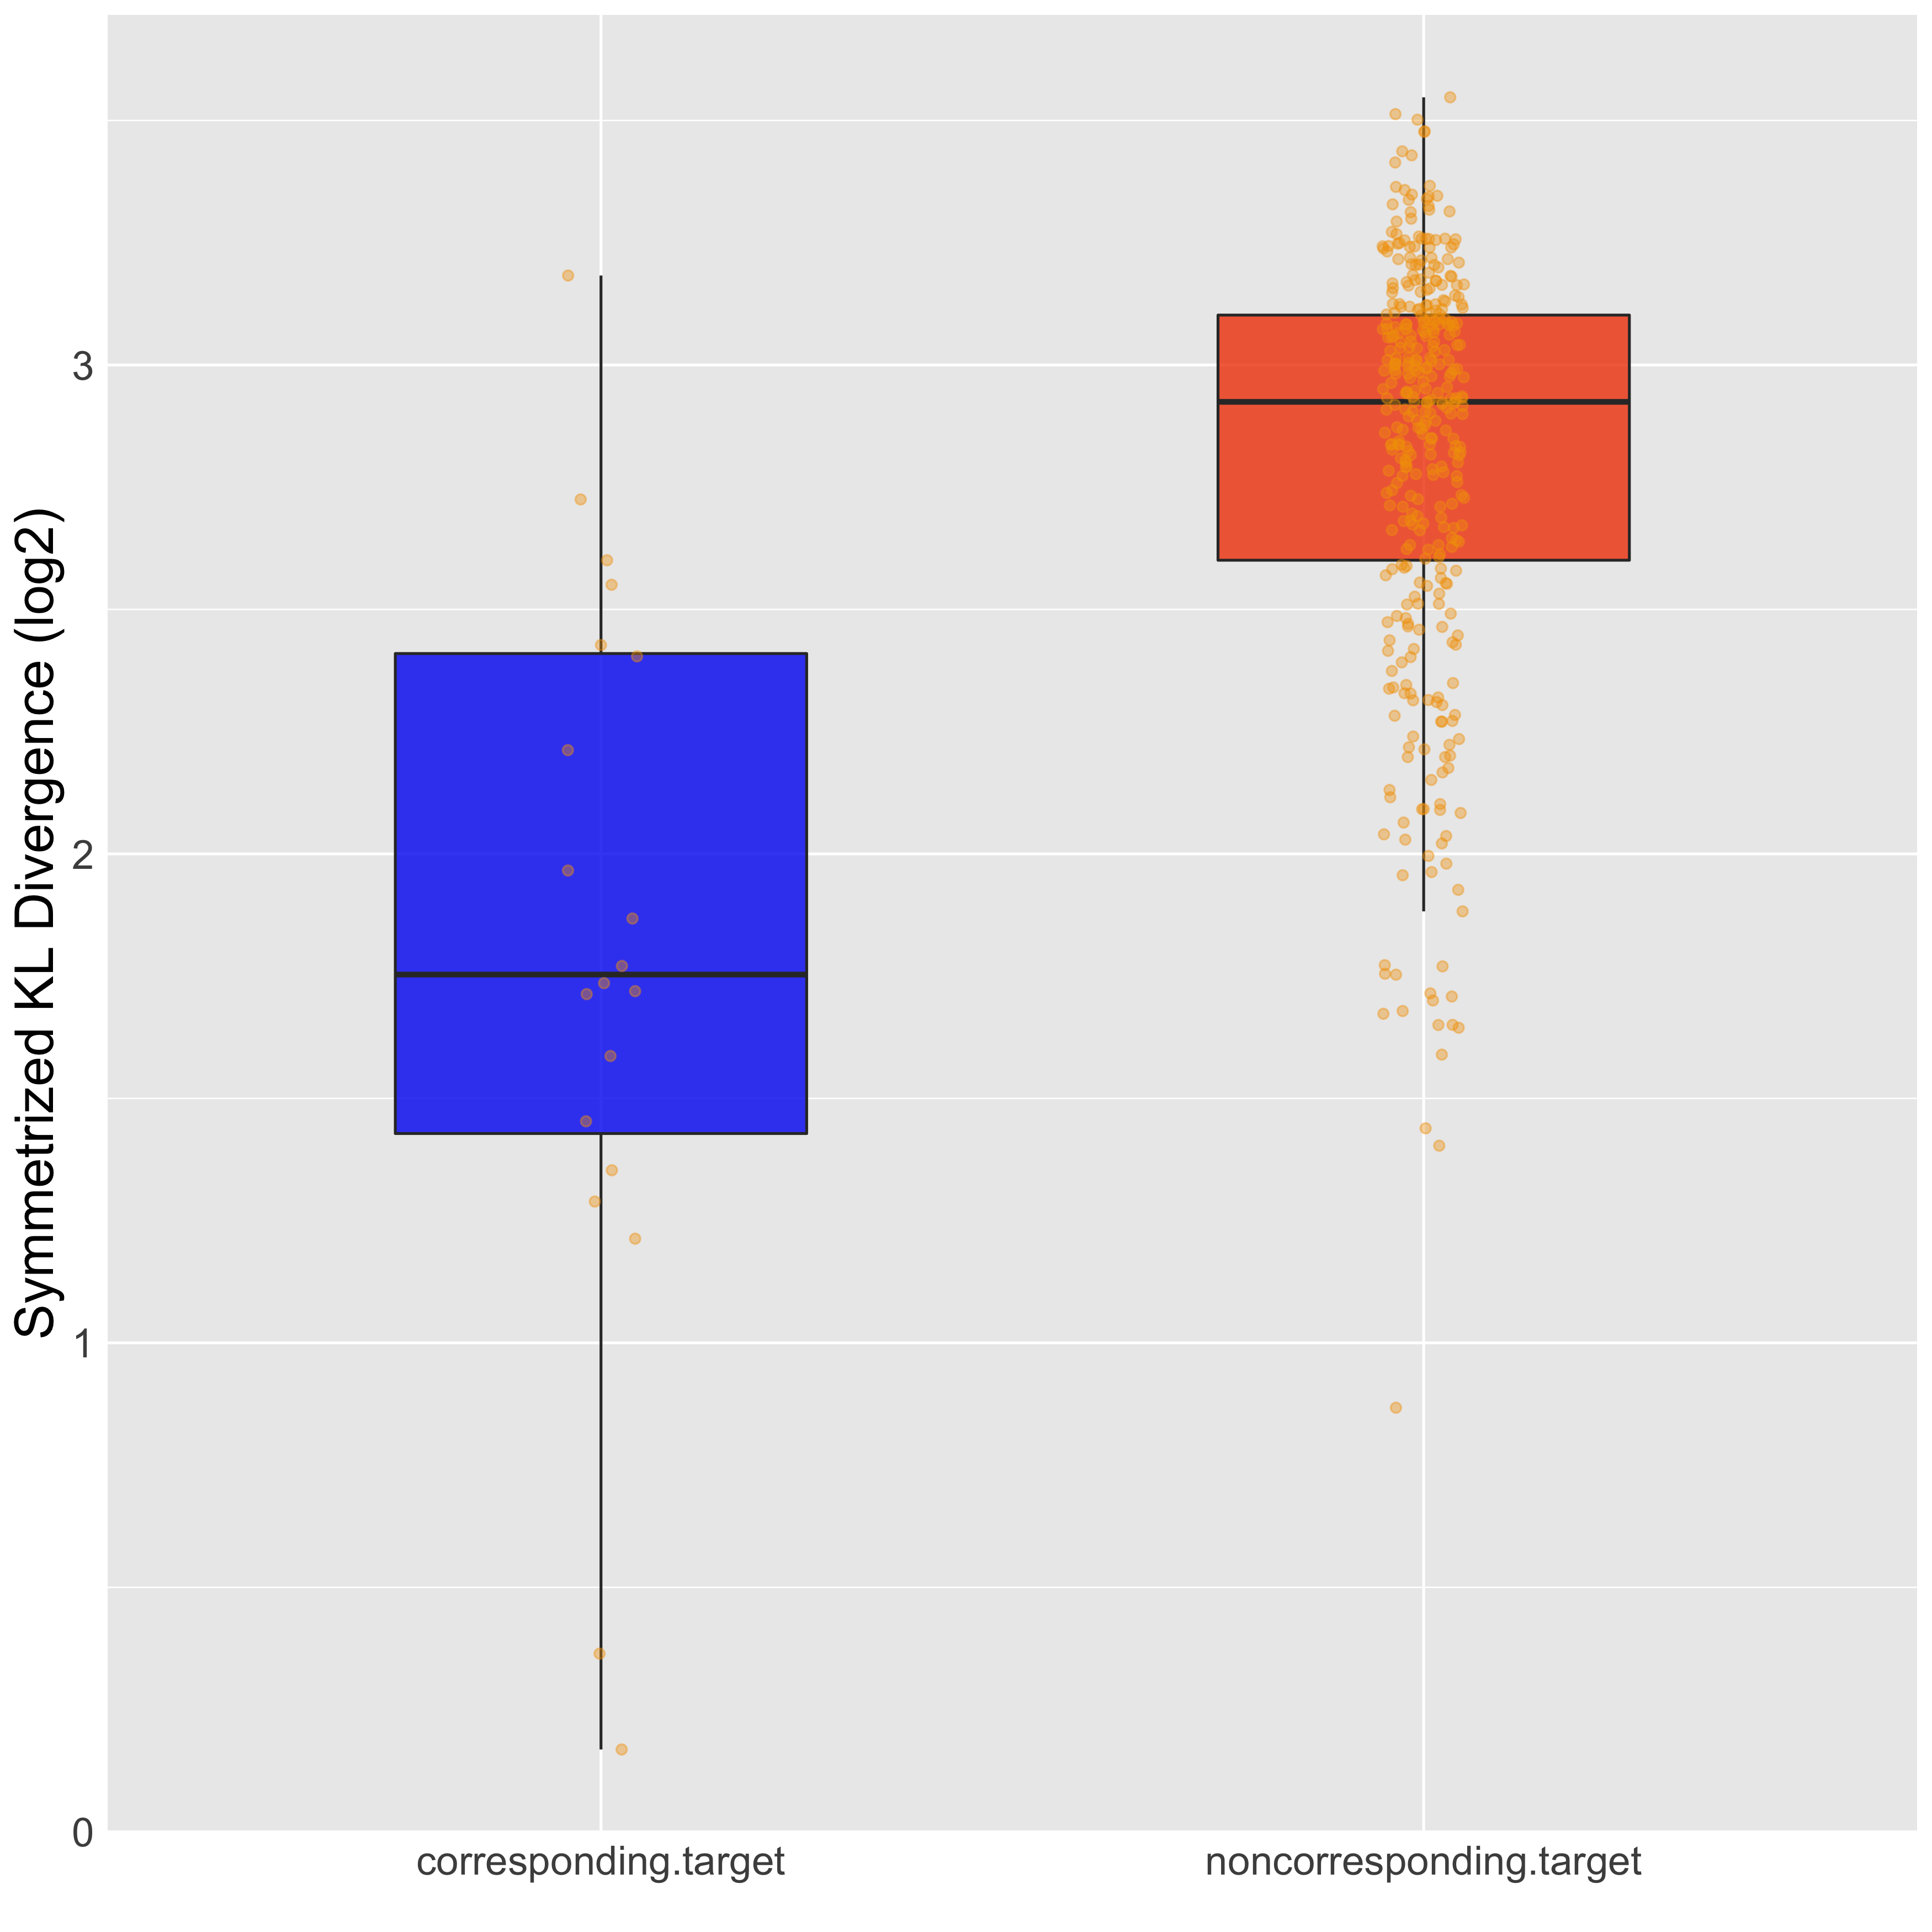 Symmetrized KL Divergence (log2)
3
2
1
0
corresponding.target
noncorresponding.target